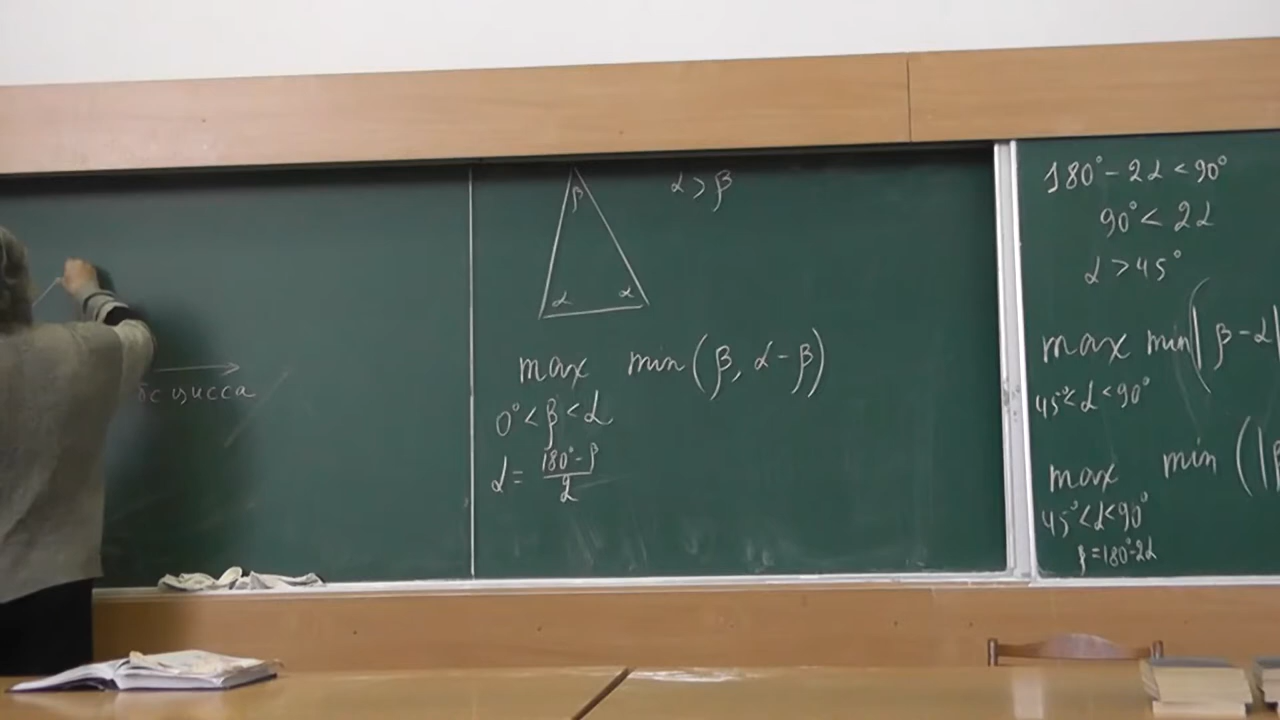 β
α α
α > β
max min(β, α - β)
0° < β < α
α = (180° - β)/2
180° - 2α < 90°
90° < 2α
α > 45°
max min(| β - α |
45° < α < 90°
max min (|β
45° < α < 90°
β = 180° - 2α